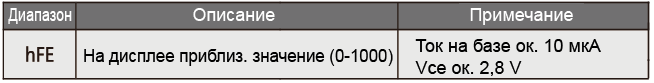 Диапазон Описание Примечание
hFE На дисплее приблиз. значение (0-1000) Ток на базе ок. 10 мкА
Vce ок. 2,8 V